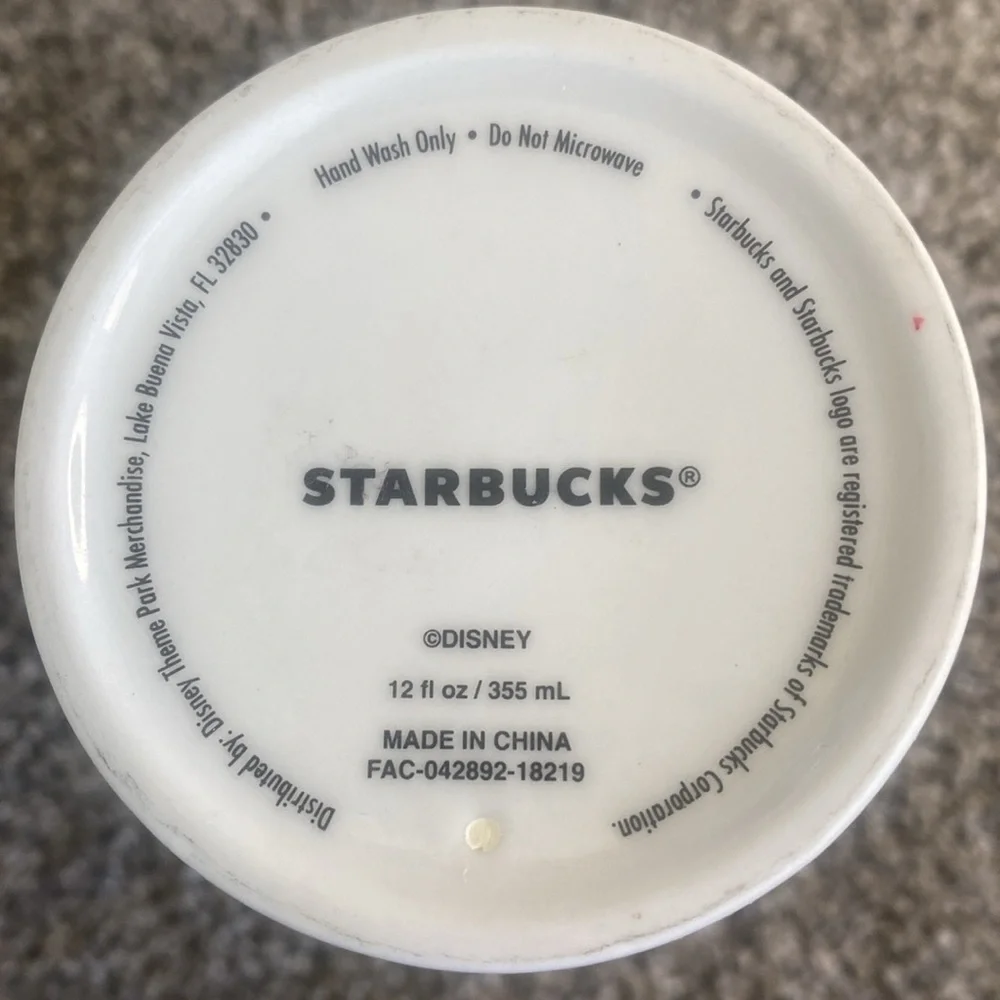 Distributed by: Disney Theme Park Merchandise, Lake Buena Vista, FL 32830 •
Hand Wash Only • Do Not Microwave
• Starbucks and Starbucks logo are registered trademarks of Starbucks Corporation.
STARBUCKS®
©DISNEY
12 fl oz / 355 mL
MADE IN CHINA
FAC-042892-18219